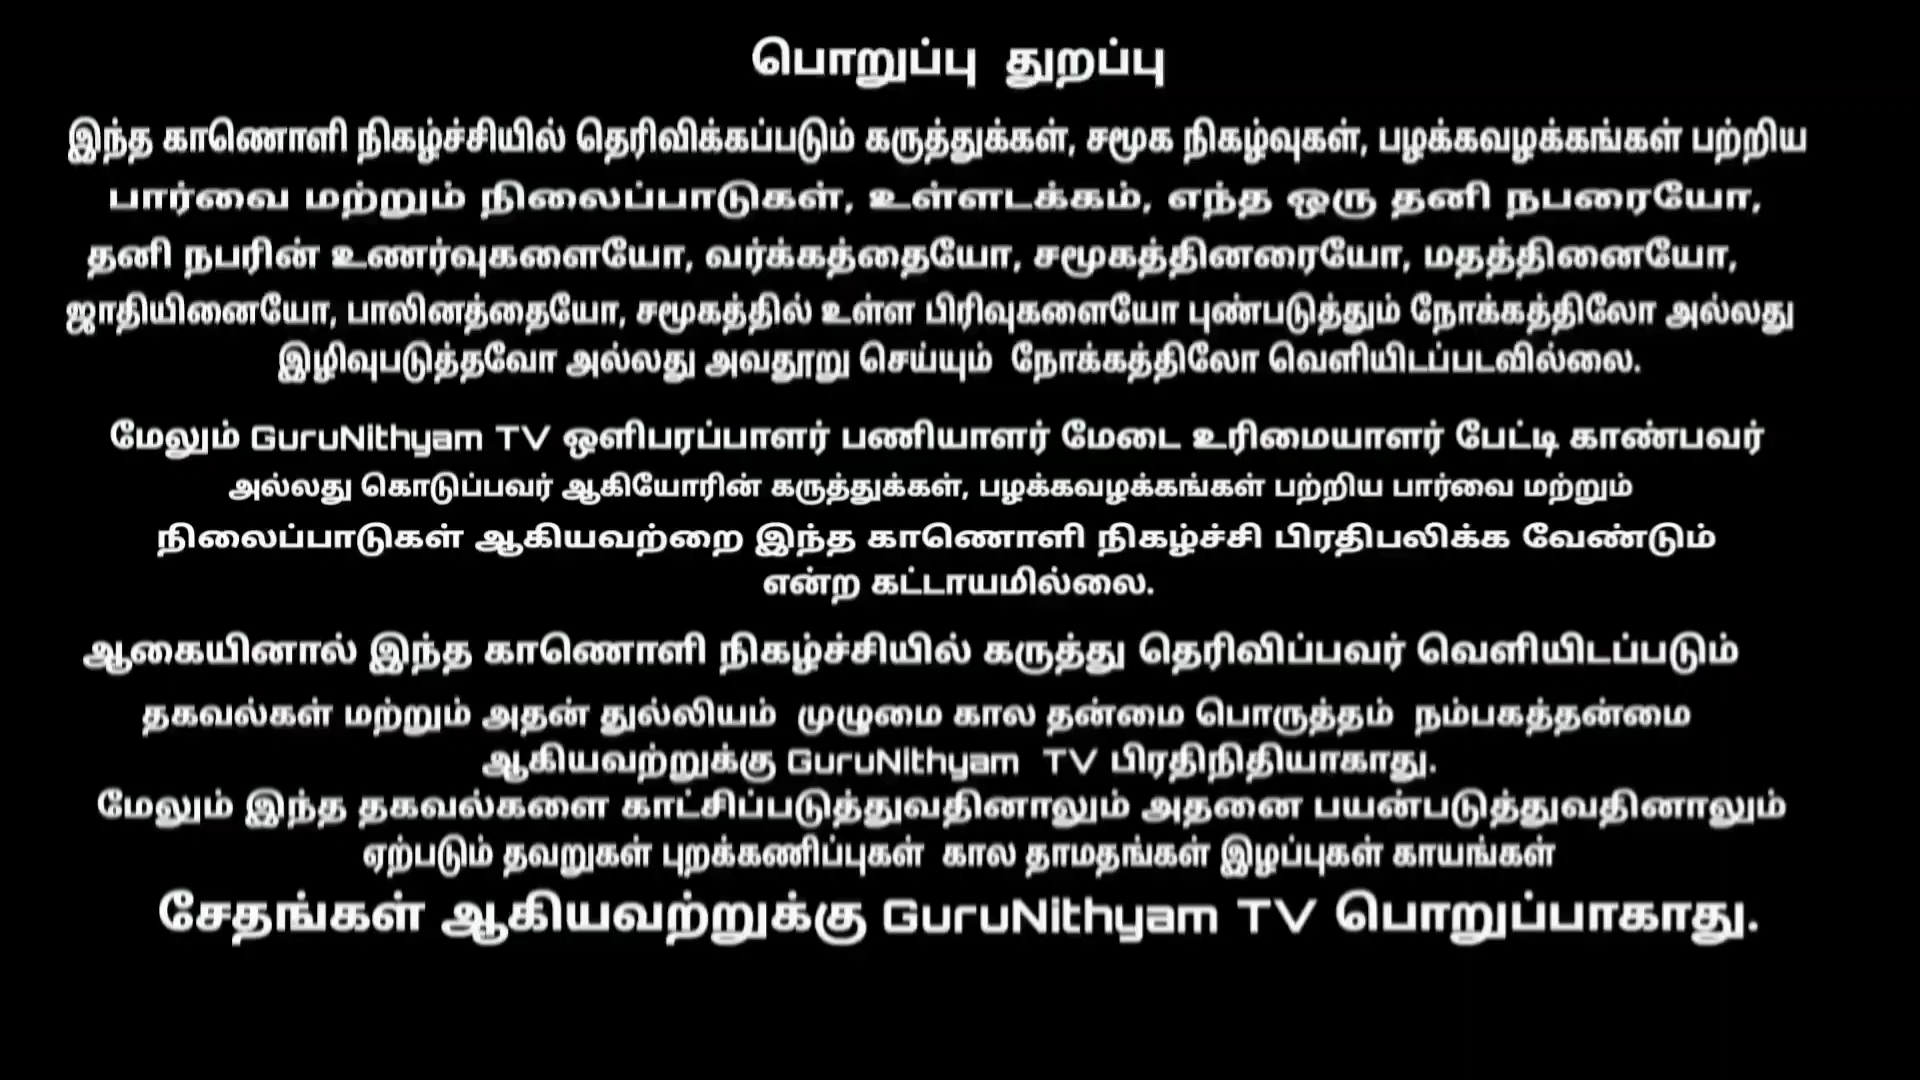 பொறுப்பு துறப்பு
இந்த காணொளி நிகழ்ச்சியில் தெரிவிக்கப்படும் கருத்துக்கள், சமூக நிகழ்வுகள், பழக்கவழக்கங்கள் பற்றிய
பார்வை மற்றும் நிலைப்பாடுகள், உள்ளடக்கம், எந்த ஒரு தனி நபரையோ,
தனி நபரின் உணர்வுகளையோ, வர்க்கத்தையோ, சமூகத்தினரையோ, மதத்தினையோ,
ஜாதியினையோ, பாலினத்தையோ, சமூகத்தில் உள்ள பிரிவுகளையோ புண்படுத்தும் நோக்கத்திலோ அல்லது
இழிவுபடுத்தவோ அல்லது அவதூறு செய்யும் நோக்கத்திலோ வெளியிடப்படவில்லை.
மேலும் GuruNithyam TV ஒளிபரப்பாளர் பணியாளர் மேடை உரிமையாளர் பேட்டி காண்பவர்
அல்லது கொடுப்பவர் ஆகியோரின் கருத்துக்கள், பழக்கவழக்கங்கள் பற்றிய பார்வை மற்றும்
நிலைப்பாடுகள் ஆகியவற்றை இந்த காணொளி நிகழ்ச்சி பிரதிபலிக்க வேண்டும்
என்ற கட்டாயமில்லை.
ஆகையினால் இந்த காணொளி நிகழ்ச்சியில் கருத்து தெரிவிப்பவர் வெளியிடப்படும்
தகவல்கள் மற்றும் அதன் துல்லியம் முழுமை கால தன்மை பொருத்தம் நம்பகத்தன்மை
ஆகியவற்றுக்கு GuruNithyam TV பிரதிநிதியாகாது.
மேலும் இந்த தகவல்களை காட்சிப்படுத்துவதினாலும் அதனை பயன்படுத்துவதினாலும்
ஏற்படும் தவறுகள் புறக்கணிப்புகள் கால தாமதங்கள் இழப்புகள் காயங்கள்
சேதங்கள் ஆகியவற்றுக்கு GuruNithyam TV பொறுப்பாகாது.